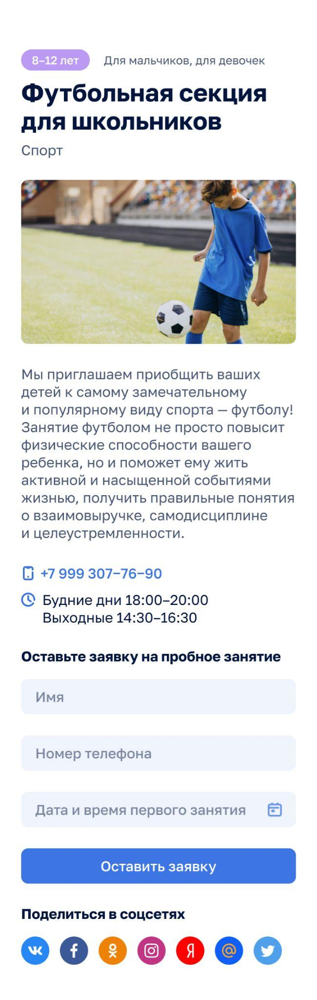 8–12 лет Для мальчиков, для девочек
Футбольная секция
для школьников
Спорт
Мы приглашаем приобщить ваших
детей к самому замечательному
и популярному виду спорта — футболу!
Занятие футболом не просто повысит
физические способности вашего
ребенка, но и поможет ему жить
активной и насыщенной событиями
жизнью, получить правильные понятия
о взаимовыручке, самодисциплине
и целеустремленности.
+7 999 307–76–90
Будние дни 18:00–20:00
Выходные 14:30–16:30
Оставьте заявку на пробное занятие
Имя
Номер телефона
Дата и время первого занятия
Оставить заявку
Поделиться в соцсетях